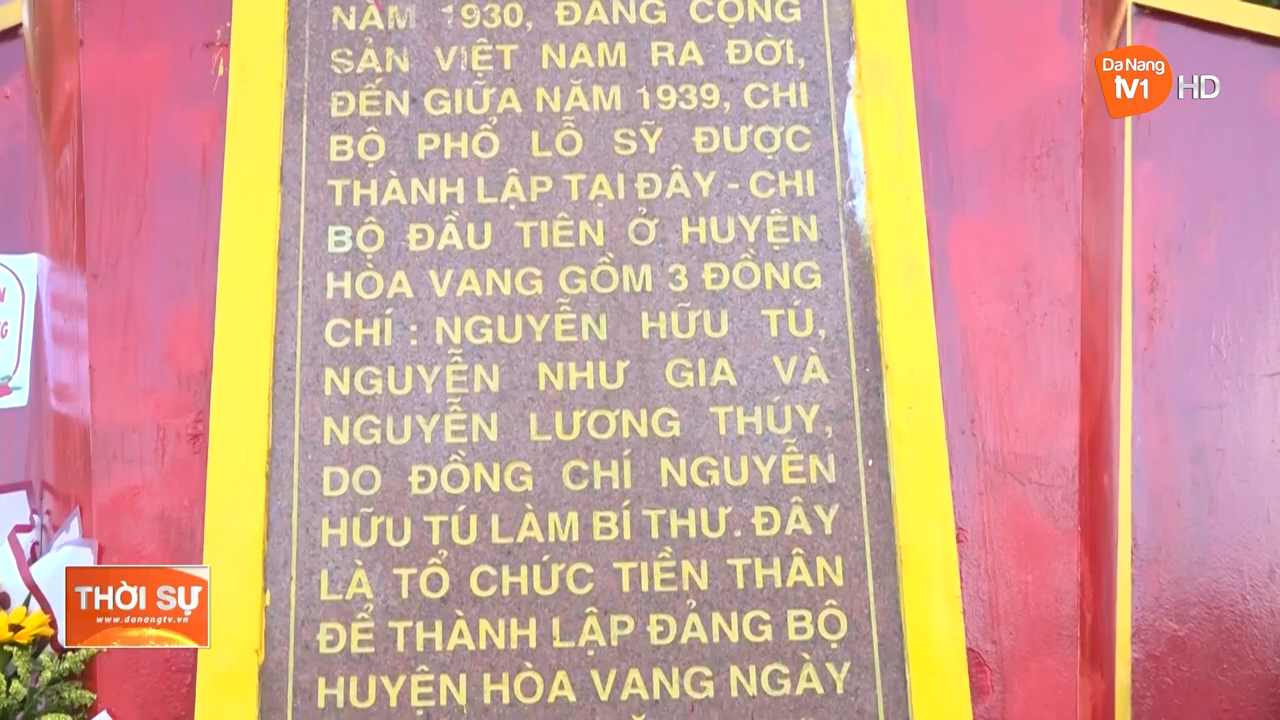 NĂM 1930, ĐẢNG CỘNG
SẢN VIỆT NAM RA ĐỜI,
ĐẾN GIỮA NĂM 1939, CHI
BỘ PHỔ LỖ SỸ ĐƯỢC
THÀNH LẬP TẠI ĐÂY - CHI
BỘ ĐẦU TIÊN Ở HUYỆN
HÒA VANG GỒM 3 ĐỒNG
CHÍ : NGUYỄN HỮU TÚ,
NGUYỄN NHƯ GIA VÀ
NGUYỄN LƯƠNG THÚY,
DO ĐỒNG CHÍ NGUYỄN
HỮU TÚ LÀM BÍ THƯ. ĐÂY
LÀ TỔ CHỨC TIỀN THÂN
ĐỂ THÀNH LẬP ĐẢNG BỘ
HUYỆN HÒA VANG NGÀY
Da Nang
tv1 HD
THỜI SỰ
www.danangtv.vn